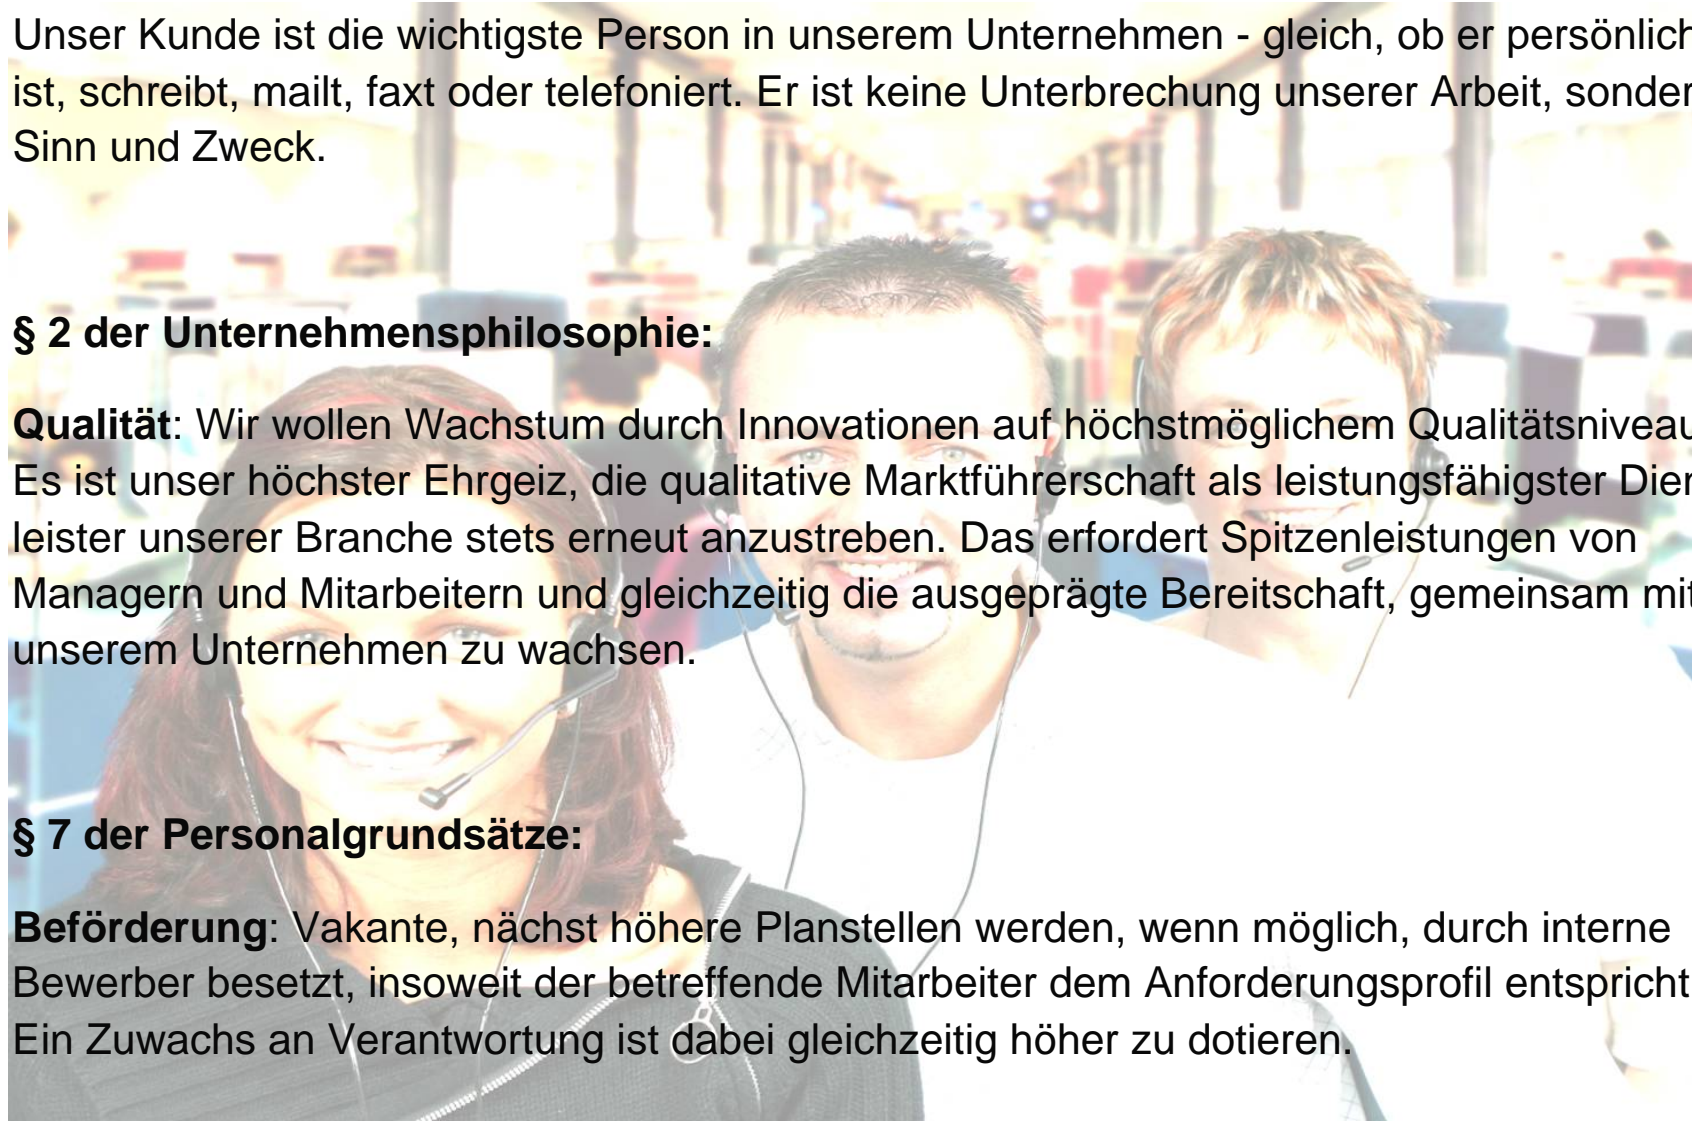 Unser Kunde ist die wichtigste Person in unserem Unternehmen - gleich, ob er persönlich
ist, schreibt, mailt, faxt oder telefoniert. Er ist keine Unterbrechung unserer Arbeit, sonder
Sinn und Zweck.
§ 2 der Unternehmensphilosophie:
Qualität: Wir wollen Wachstum durch Innovationen auf höchstmöglichem Qualitätsniveau
Es ist unser höchster Ehrgeiz, die qualitative Marktführerschaft als leistungsfähigster Dien
leister unserer Branche stets erneut anzustreben. Das erfordert Spitzenleistungen von
Managern und Mitarbeitern und gleichzeitig die ausgeprägte Bereitschaft, gemeinsam mit
unserem Unternehmen zu wachsen.
§ 7 der Personalgrundsätze:
Beförderung: Vakante, nächst höhere Planstellen werden, wenn möglich, durch interne
Bewerber besetzt, insoweit der betreffende Mitarbeiter dem Anforderungsprofil entspricht
Ein Zuwachs an Verantwortung ist dabei gleichzeitig höher zu dotieren.